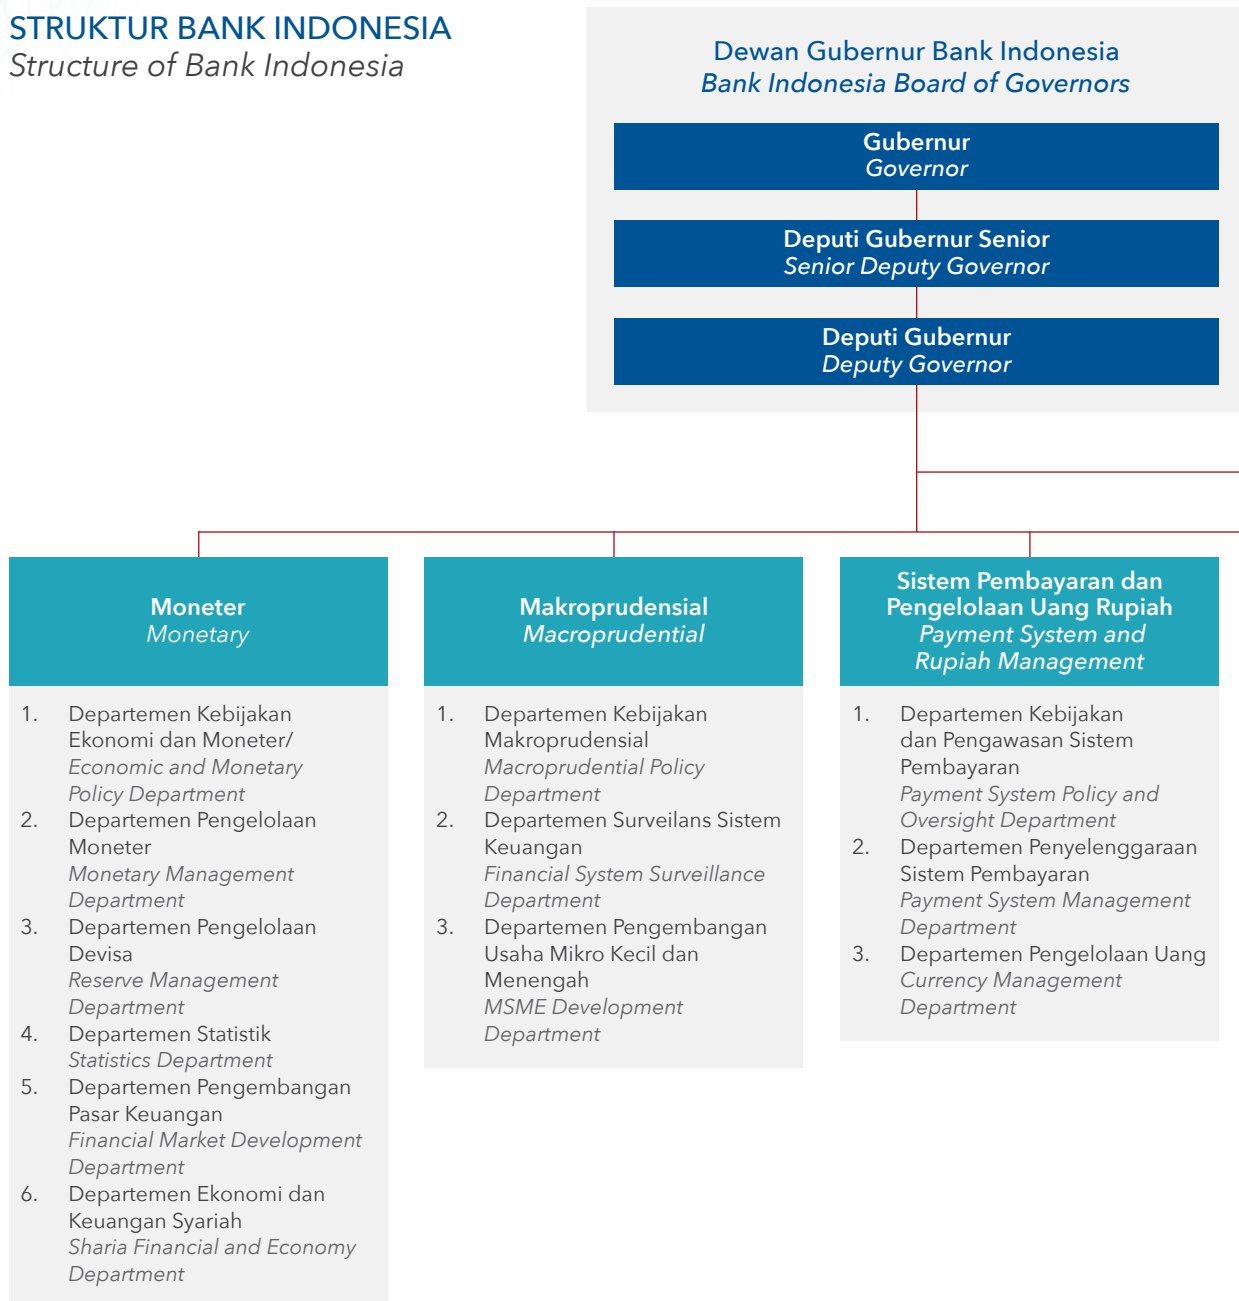 STRUKTUR BANK INDONESIA
Structure of Bank Indonesia
Dewan Gubernur Bank Indonesia
Bank Indonesia Board of Governors
Gubernur
Governor
Deputi Gubernur Senior
Senior Deputy Governor
Deputi Gubernur
Deputy Governor
Moneter
Monetary
1. Departemen Kebijakan
Ekonomi dan Moneter/
Economic and Monetary
Policy Department
2. Departemen Pengelolaan
Moneter
Monetary Management
Department
3. Departemen Pengelolaan
Devisa
Reserve Management
Department
4. Departemen Statistik
Statistics Department
5. Departemen Pengembangan
Pasar Keuangan
Financial Market Development
Department
6. Departemen Ekonomi dan
Keuangan Syariah
Sharia Financial and Economy
Department
Makroprudensial
Macroprudential
1. Departemen Kebijakan
Makroprudensial
Macroprudential Policy
Department
2. Departemen Surveilans Sistem
Keuangan
Financial System Surveillance
Department
3. Departemen Pengembangan
Usaha Mikro Kecil dan
Menengah
MSME Development
Department
Sistem Pembayaran dan
Pengelolaan Uang Rupiah
Payment System and
Rupiah Management
1. Departemen Kebijakan
dan Pengawasan Sistem
Pembayaran
Payment System Policy and
Oversight Department
2. Departemen Penyelenggaraan
Sistem Pembayaran
Payment System Management
Department
3. Departemen Pengelolaan Uang
Currency Management
Department